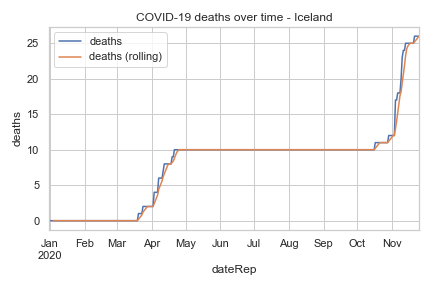 COVID-19 deaths over time - Iceland
deaths
deaths (rolling)
deaths
25
20
15
10
5
0
Jan Feb Mar Apr May Jun Jul Aug Sep Oct Nov
2020
dateRep